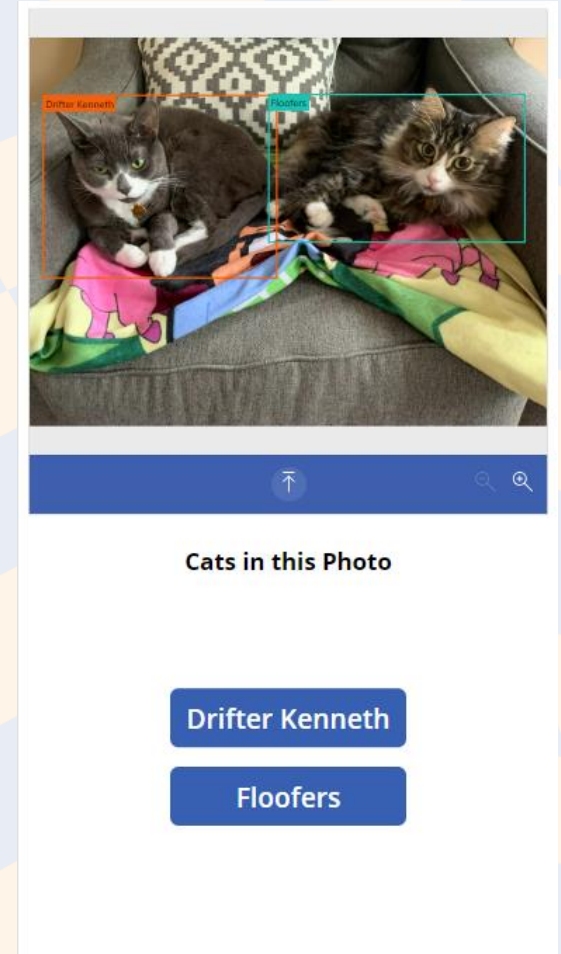 Drifter Kenneth
Floofers
Cats in this Photo
Drifter Kenneth
Floofers